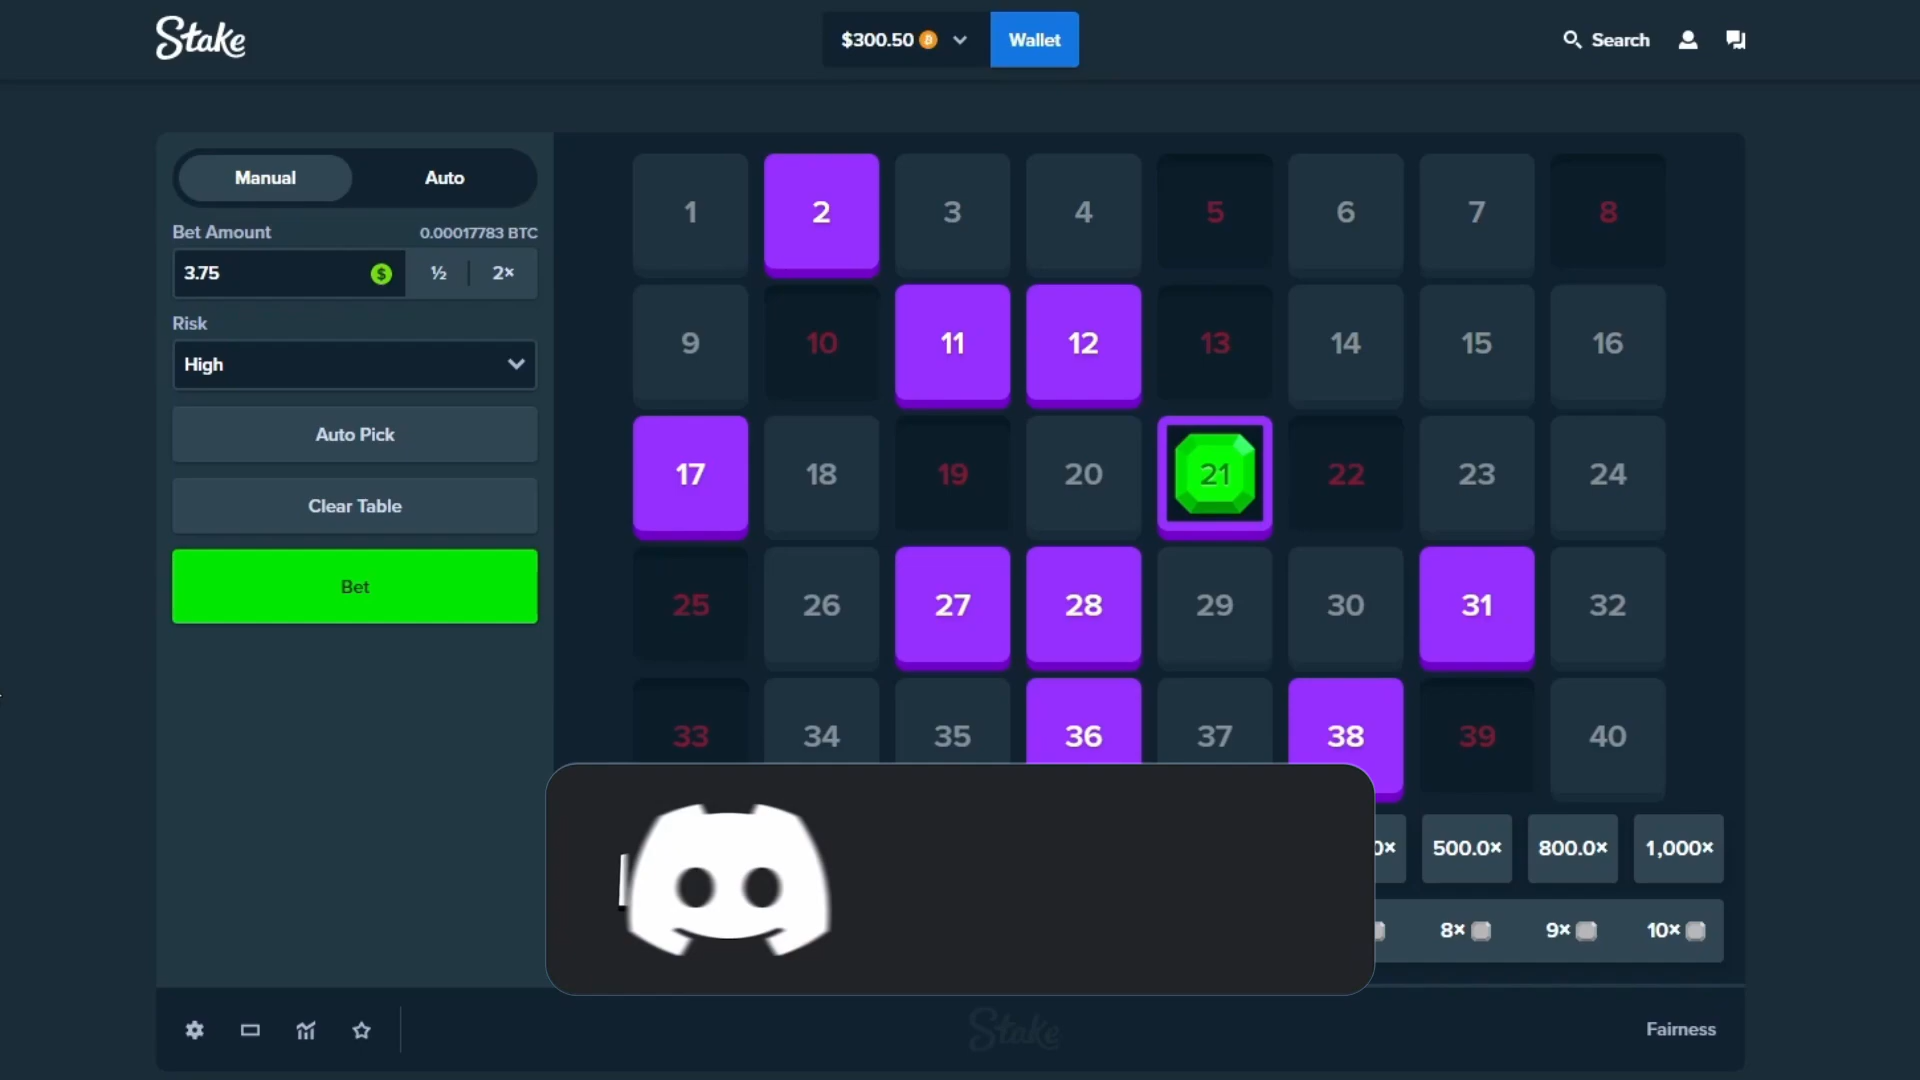 Stake
$300.50
Wallet
Search
Manual
Auto
Bet Amount
0.00017783 BTC
3.75
$
½
2×
Risk
High
Auto Pick
Clear Table
Bet
1 2 3 4 5 6 7 8
9 10 11 12 13 14 15 16
17 18 19 20 21 22 23 24
25 26 27 28 29 30 31 32
33 34 35 36 37 38 39 40
0× 500.0× 800.0× 1,000×
8× 9× 10×
Stake
Fairness